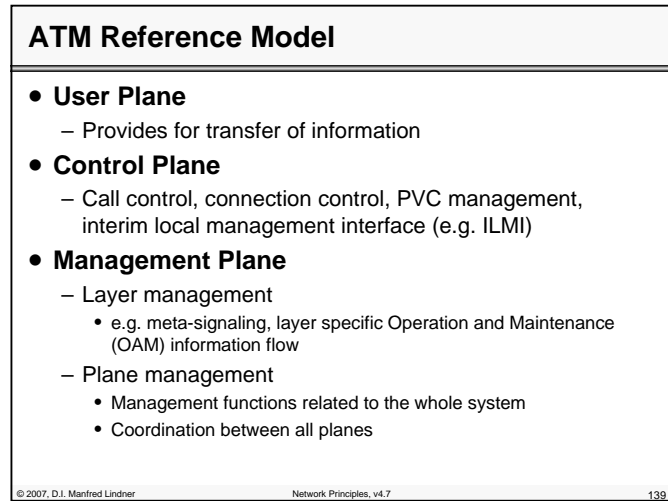 ATM Reference Model
• User Plane
– Provides for transfer of information
• Control Plane
– Call control, connection control, PVC management,
interim local management interface (e.g. ILMI)
• Management Plane
– Layer management
• e.g. meta-signaling, layer specific Operation and Maintenance
(OAM) information flow
– Plane management
• Management functions related to the whole system
• Coordination between all planes
© 2007, D.I. Manfred Lindner Network Principles, v4.7 139